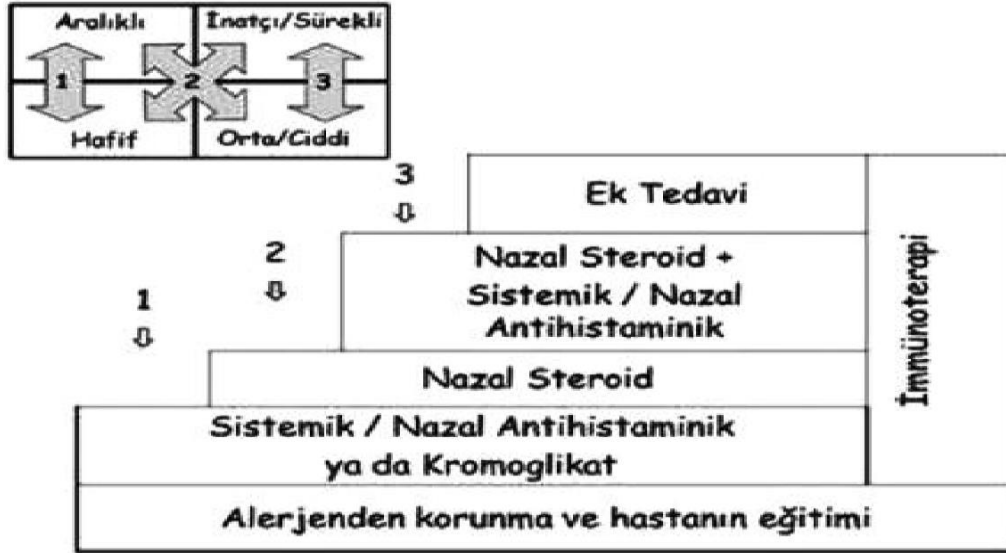 Aralıklı
İnatçı/Sürekli
1
2
3
Hafif
Orta/Ciddi
3
Ek Tedavi
2
Nazal Steroid +
Sistemik / Nazal
Antihistaminik
1
Nazal Steroid
Sistemik / Nazal Antihistaminik
ya da Kromoglikat
Alerjenden korunma ve hastanın eğitimi
İmmünoterapi